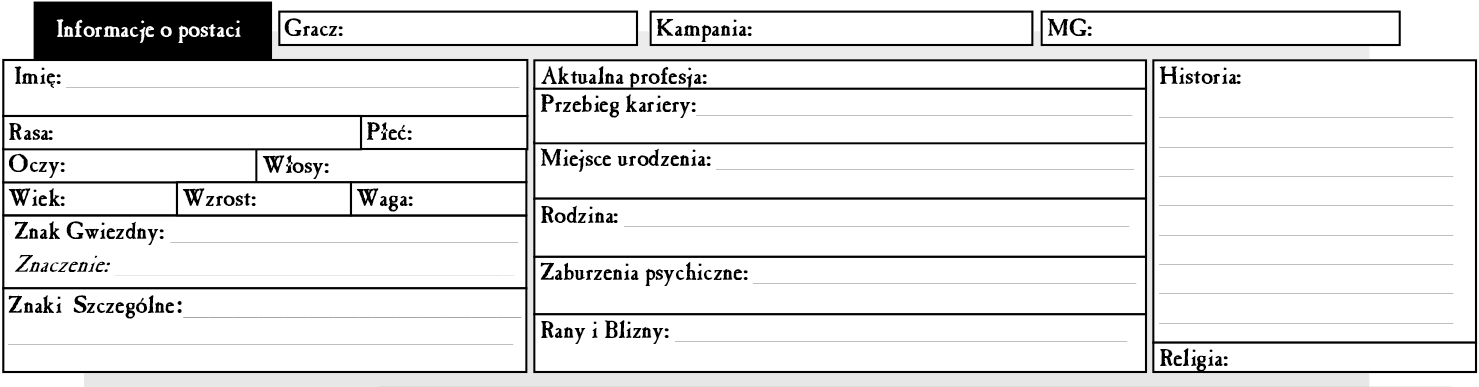 Informacje o postaci
Gracz:
Kampania:
MG:
Imię:
Rasa:
Płeć:
Oczy:
Włosy:
Wiek:
Wzrost:
Waga:
Znak Gwiezdny:
Znaczenie:
Znaki Szczególne:
Aktualna profesja:
Przebieg kariery:
Miejsce urodzenia:
Rodzina:
Zaburzenia psychiczne:
Rany i Blizny:
Historia:
Religia: